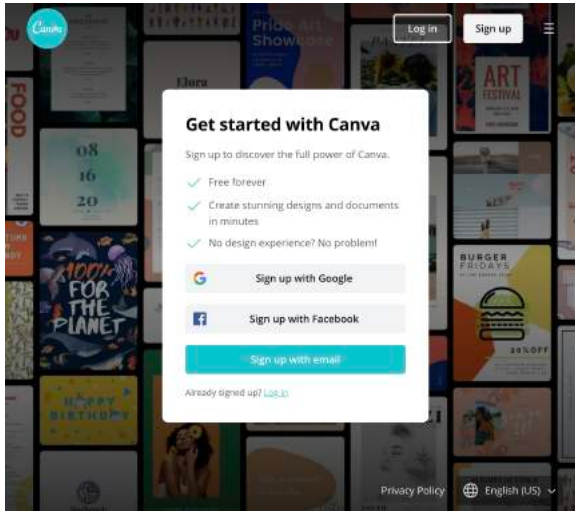 Canva
Log in
Sign up
Pride Art
Showcase
Elora
FOOD
ART
FESTIVAL
08
16
20
Get started with Canva
Sign up to discover the full power of Canva.
Free forever
Create stunning designs and documents
in minutes
No design experience? No problem!
Sign up with Google
Sign up with Facebook
Sign up with email
Already signed up? Log in
100%
FOR
THE
PLANET
BURGER
FRIDAYS
20% OFF
HAPPY
BIRTHDAY
Privacy Policy
English (US)